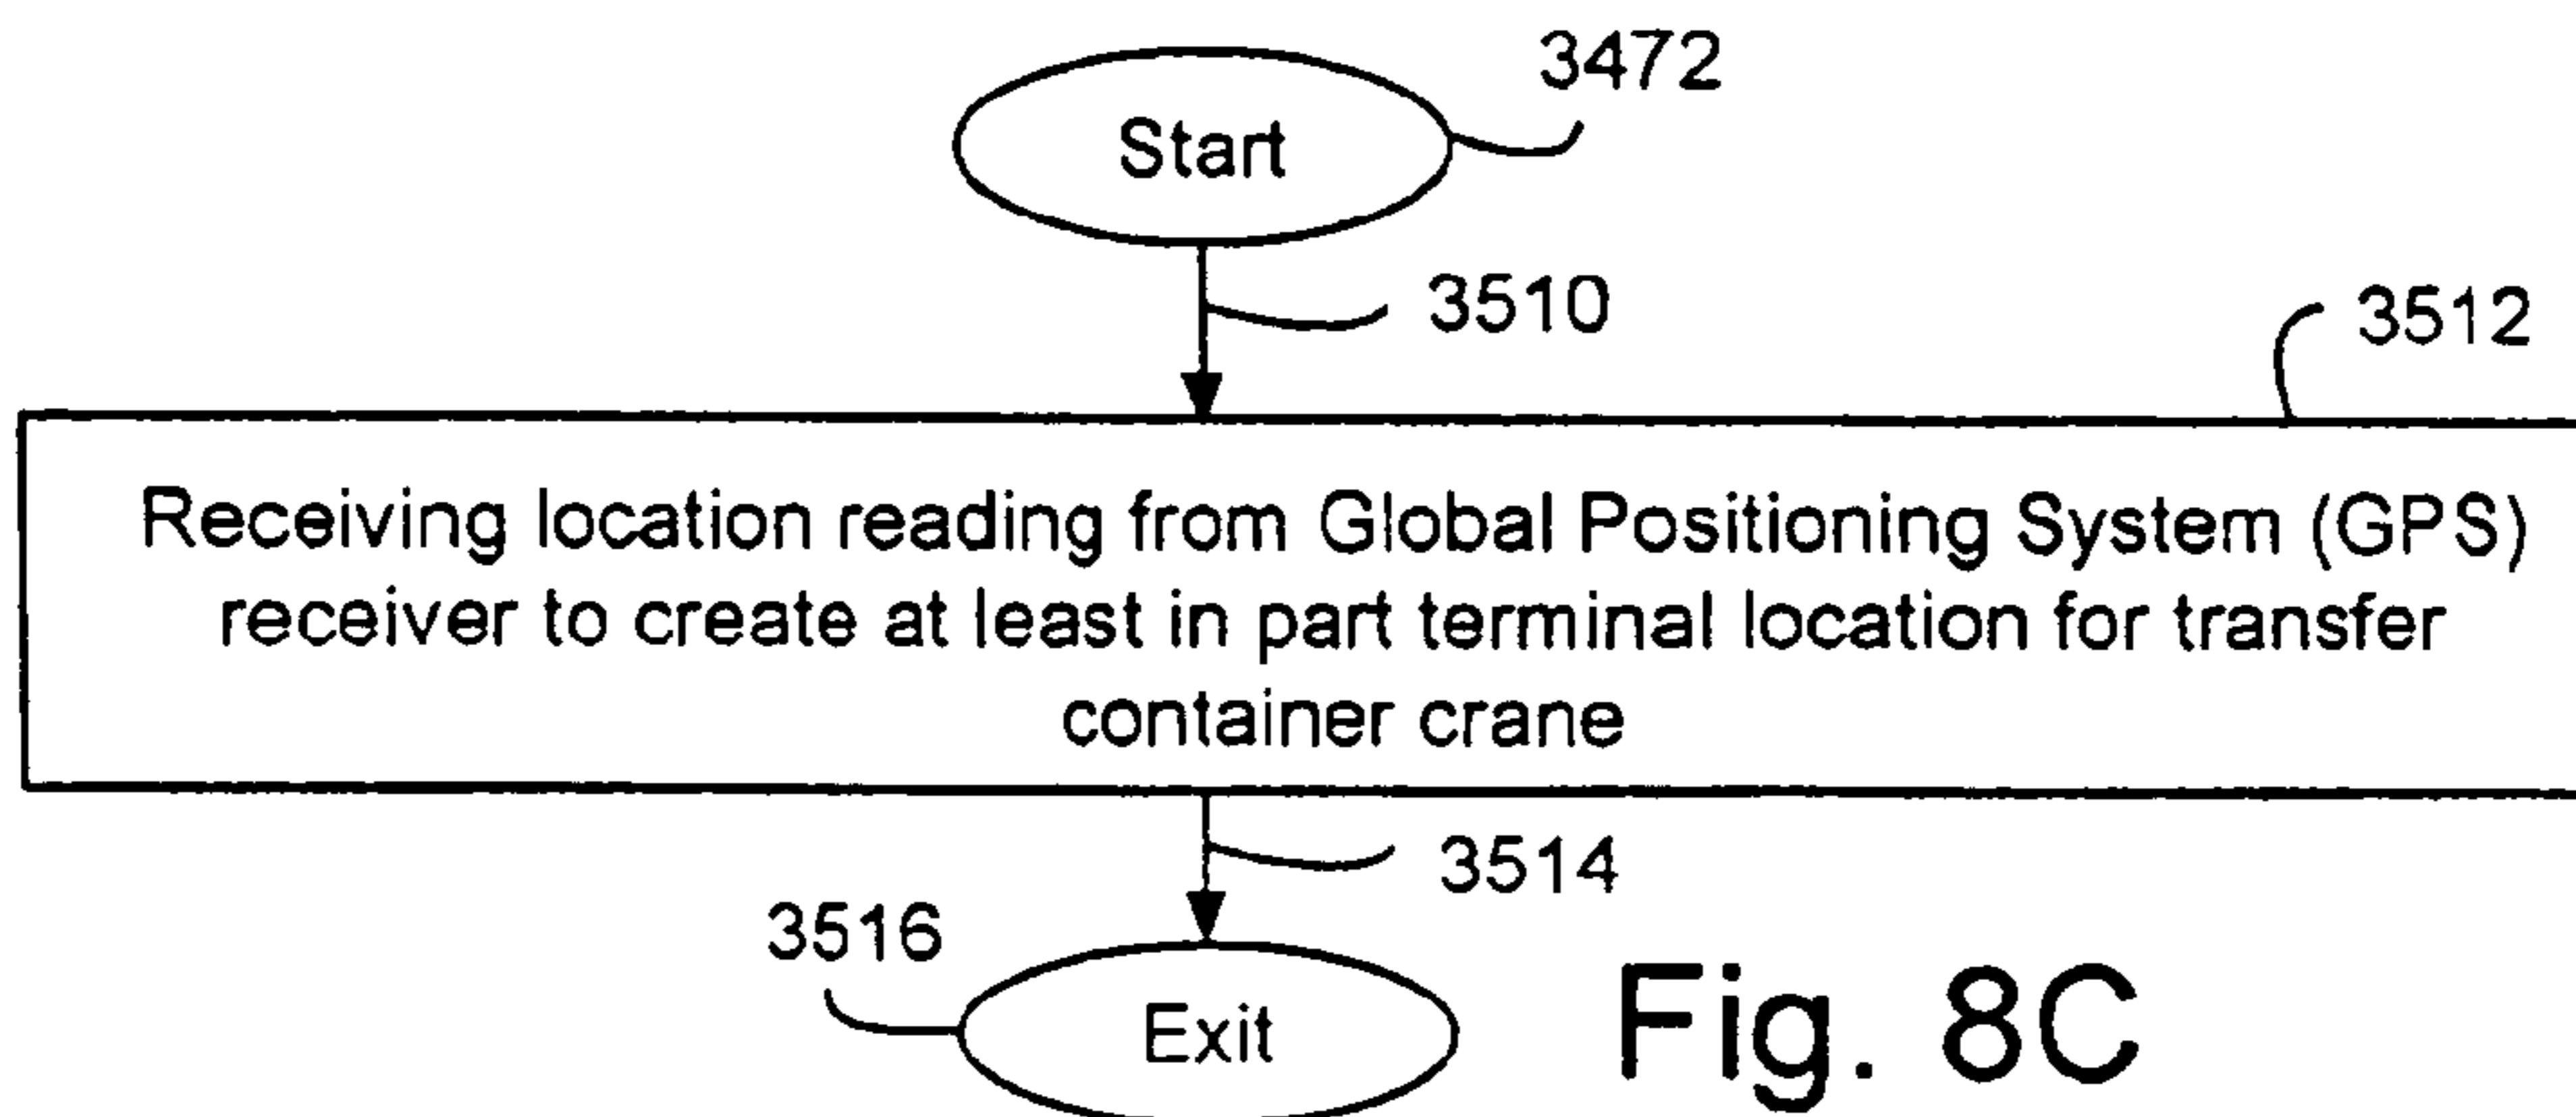 3472
Start
3510
3512
Receiving location reading from Global Positioning System (GPS)
receiver to create at least in part terminal location for transfer
container crane
3514
3516
Exit
Fig. 8C